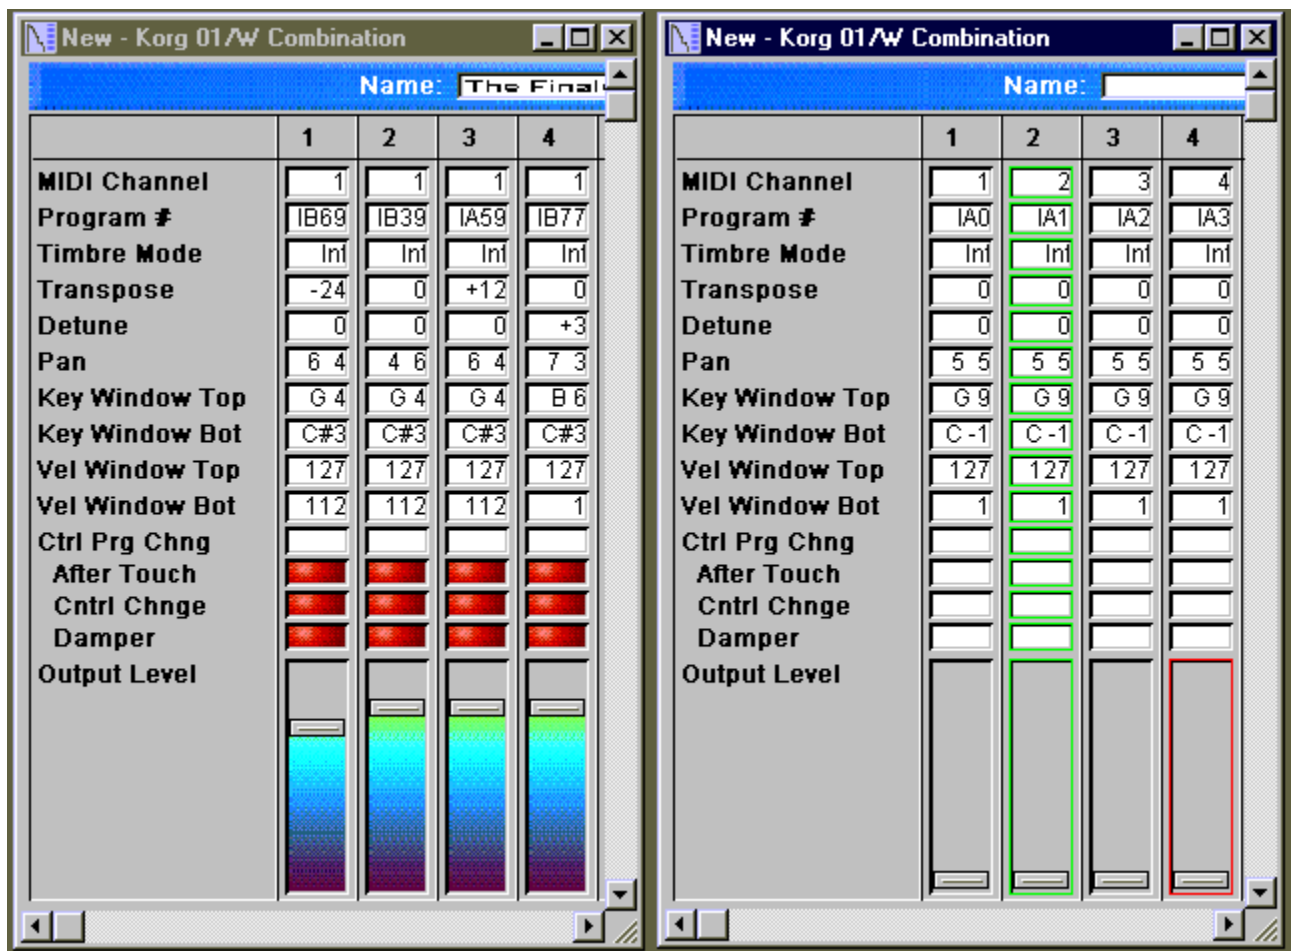 New - Korg 01/W Combination
Name: The Final
1 2 3 4
MIDI Channel 1 1 1 1
Program # IB69 IB39 IA59 IB77
Timbre Mode Int Int Int Int
Transpose -24 0 +12 0
Detune 0 0 0 +3
Pan 6 4 4 6 6 4 7 3
Key Window Top G 4 G 4 G 4 B 6
Key Window Bot C#3 C#3 C#3 C#3
Vel Window Top 127 127 127 127
Vel Window Bot 112 112 112 1
Ctrl Prg Chng
After Touch
Cntrl Chnge
Damper
Output Level
New - Korg 01/W Combination
Name:
1 2 3 4
MIDI Channel 1 2 3 4
Program # IA0 IA1 IA2 IA3
Timbre Mode Int Int Int Int
Transpose 0 0 0 0
Detune 0 0 0 0
Pan 5 5 5 5 5 5 5 5
Key Window Top G 9 G 9 G 9 G 9
Key Window Bot C -1 C -1 C -1 C -1
Vel Window Top 127 127 127 127
Vel Window Bot 1 1 1 1
Ctrl Prg Chng
After Touch
Cntrl Chnge
Damper
Output Level